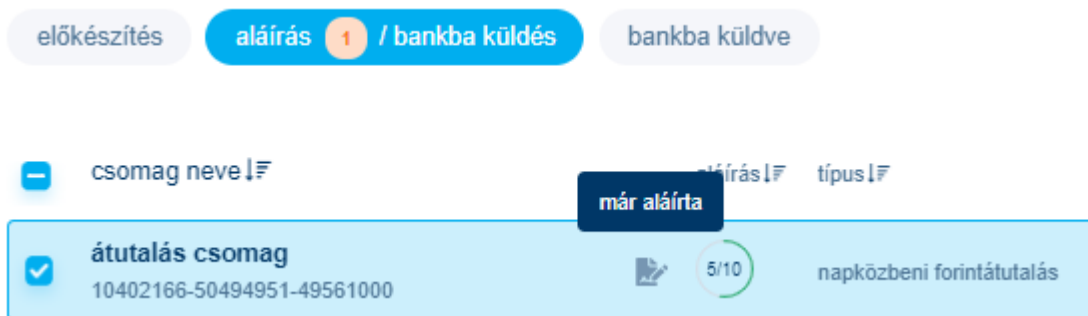 előkészítés
aláírás 1 / bankba küldés
bankba küldve
csomag neve
típus
már aláírta
átutalás csomag
5/10
napközbeni forintátutalás
10402166-50494951-49561000